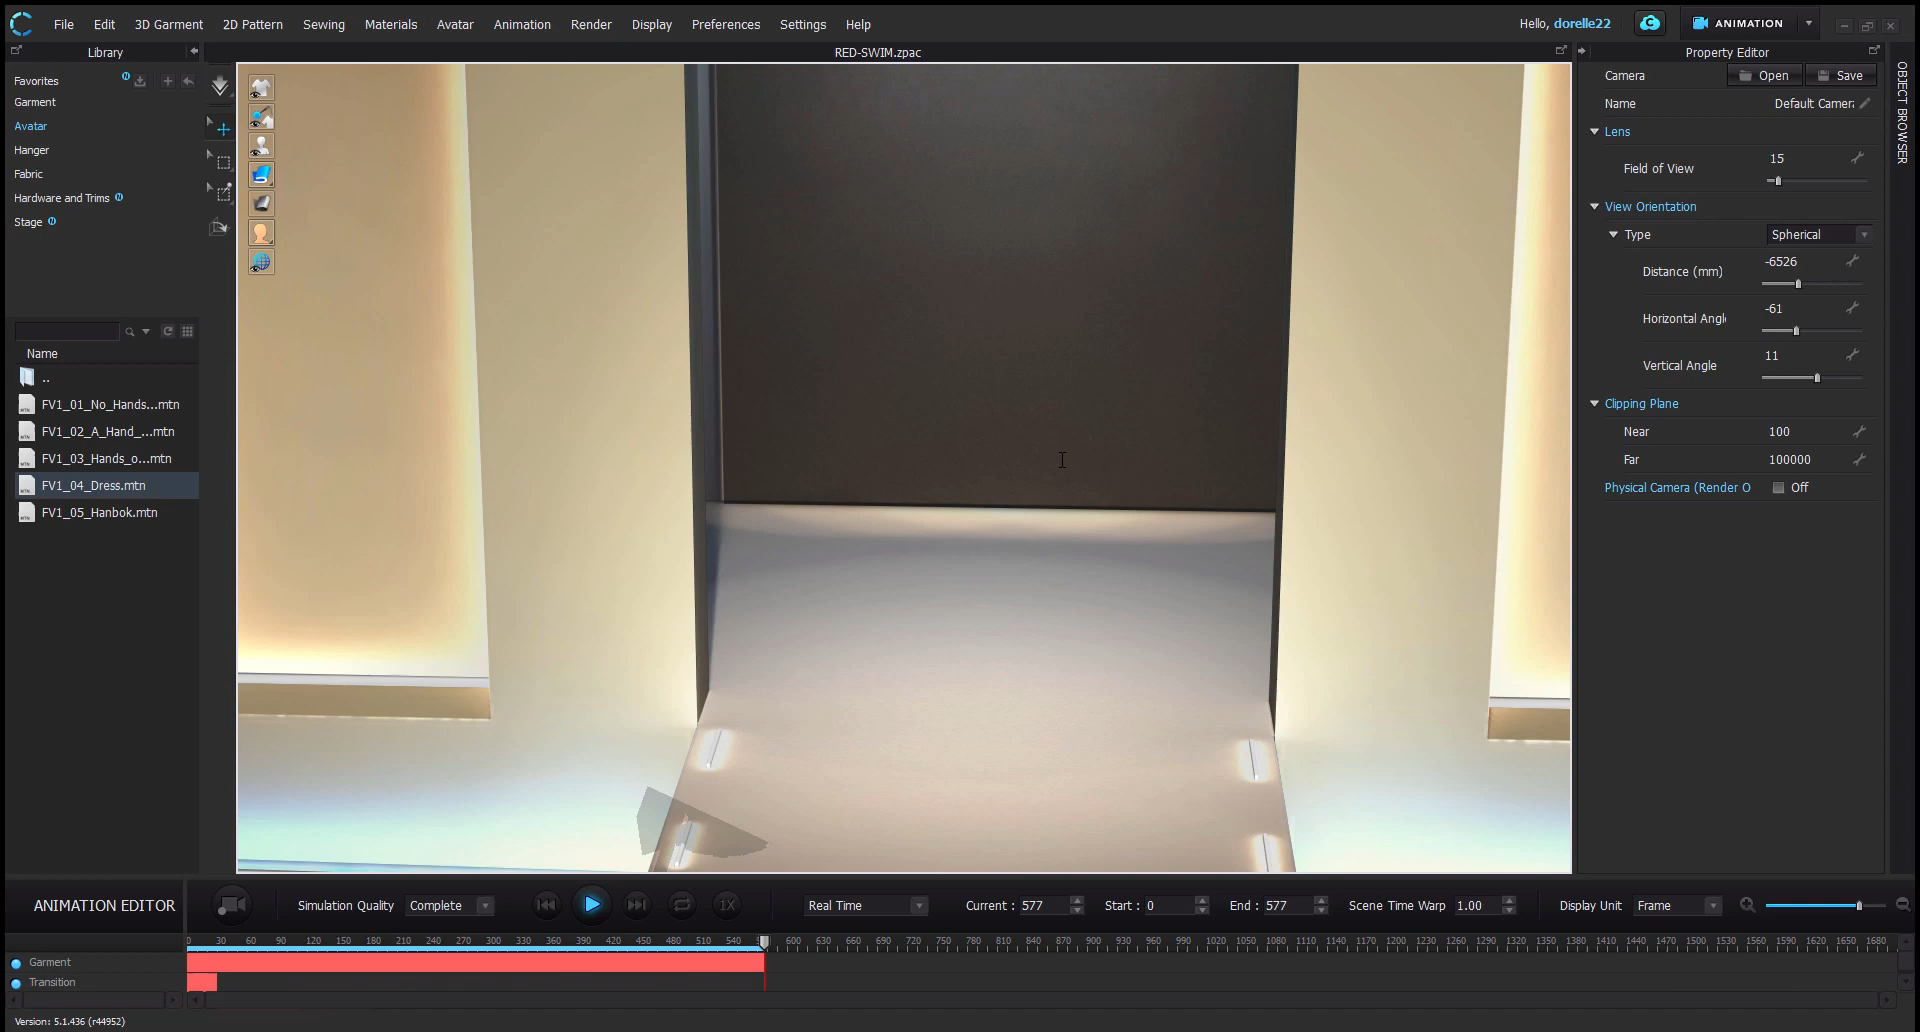 File Edit 3D Garment 2D Pattern Sewing Materials Avatar Animation Render Display Preferences Settings Help
Hello, dorelle22
ANIMATION
Library
RED-SWIM.zpac
Property Editor
OBJECT BROWSER
Favorites
Garment
Avatar
Hanger
Fabric
Hardware and Trims
Stage
Name
..
FV1_01_No_Hands...mtn
FV1_02_A_Hand_...mtn
FV1_03_Hands_o...mtn
FV1_04_Dress.mtn
FV1_05_Hanbok.mtn
Camera Open Save
Name Default Camera
Lens
Field of View 15
View Orientation
Type Spherical
Distance (mm) -6526
Horizontal Angle -61
Vertical Angle 11
Clipping Plane
Near 100
Far 100000
Physical Camera (Render O Off
ANIMATION EDITOR
Simulation Quality Complete
1X
Real Time
Current : 577
Start : 0
End : 577
Scene Time Warp 1.00
Display Unit Frame
0 30 60 90 120 150 180 210 240 270 300 330 360 390 420 450 480 510 540 600 630 660 690 720 750 780 810 840 870 900 930 960 990 1020 1050 1080 1110 1140 1170 1200 1230 1260 1290 1320 1350 1380 1410 1440 1470 1500 1530 1560 1590 1620 1650 1680
Garment
Transition
Version: 5.1.436 (r44952)